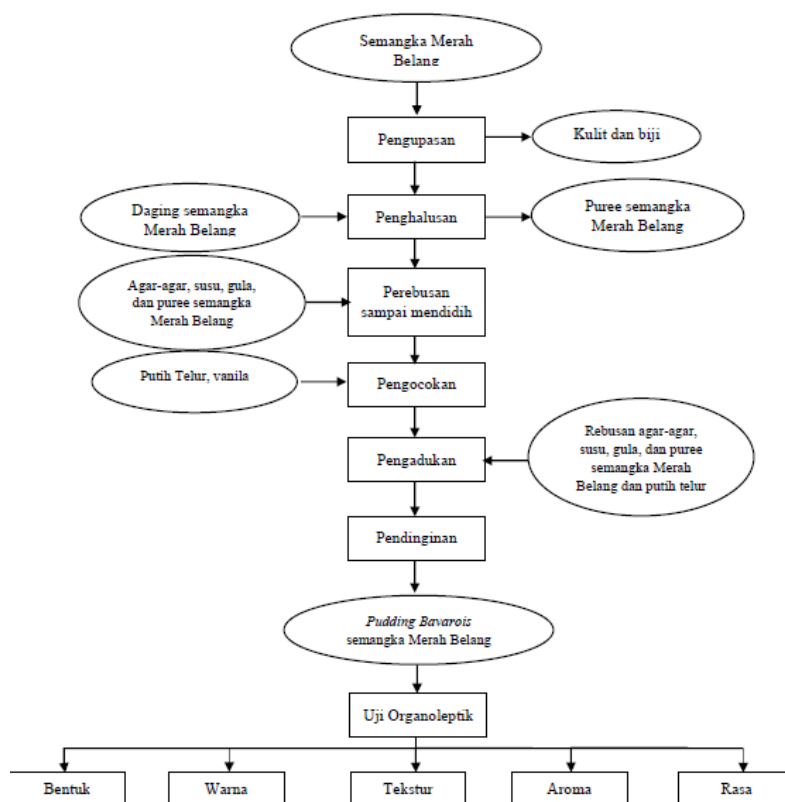 Semangka Merah
Belang
Pengupasan
Kulit dan biji
Daging semangka
Merah Belang
Penghalusan
Puree semangka
Merah Belang
Agar-agar, susu, gula,
dan puree semangka
Merah Belang
Perebusan
sampai mendidih
Putih Telur, vanila
Pengocokan
Pengadukan
Rebusan agar-agar,
susu, gula, dan puree
semangka Merah
Belang dan putih telur
Pendinginan
Pudding Bavarois
semangka Merah Belang
Uji Organoleptik
Bentuk
Warna
Tekstur
Aroma
Rasa